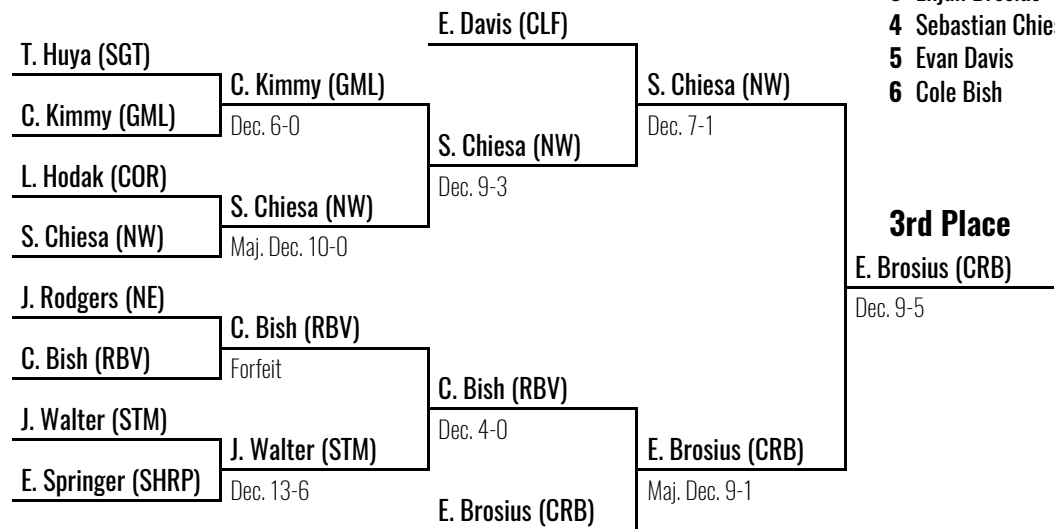 4 Sebastian
5 Evan Davis
6 Cole Bish
E. Davis (CLF)
T. Huya (SGT)
C. Kimmy (GML)
S. Chiesa (NW)
C. Kimmy (GML)
Dec. 6-0
Dec. 7-1
S. Chiesa (NW)
L. Hodak (COR)
Dec. 9-3
S. Chiesa (NW)
S. Chiesa (NW)
Maj. Dec. 10-0
3rd Place
E. Brosius (CRB)
J. Rodgers (NE)
Dec. 9-5
C. Bish (RBV)
C. Bish (RBV)
Forfeit
C. Bish (RBV)
J. Walter (STM)
Dec. 4-0
J. Walter (STM)
E. Brosius (CRB)
E. Springer (SHRP)
Dec. 13-6
Maj. Dec. 9-1
E. Brosius (CRB)